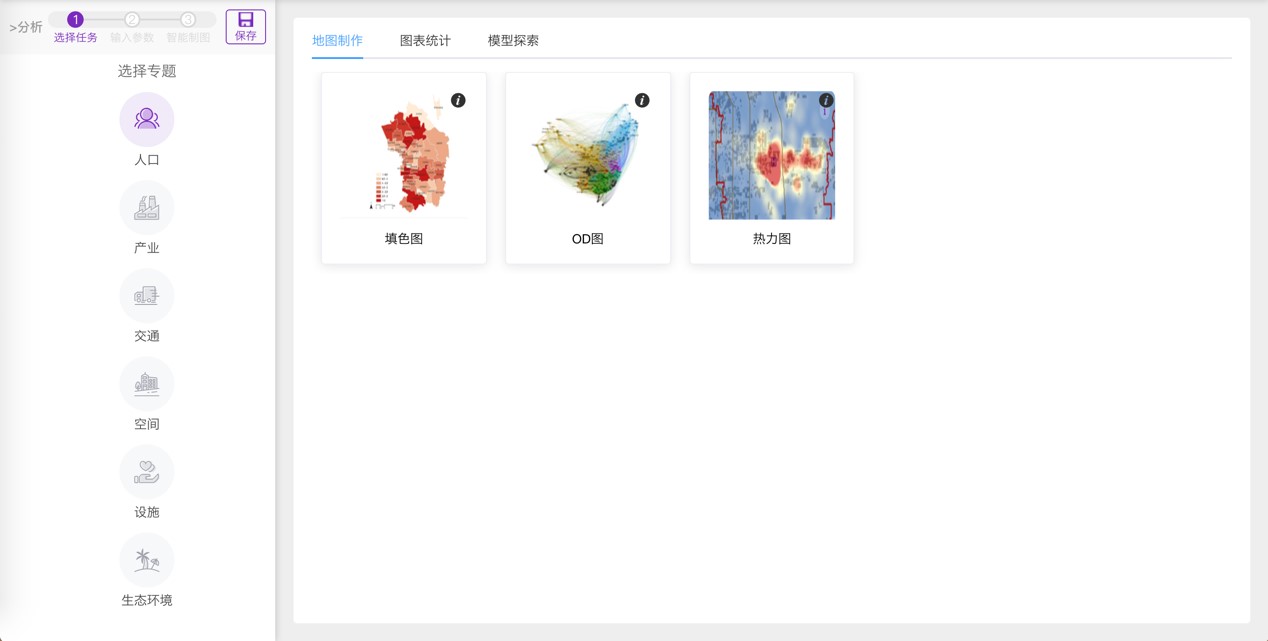 >分析
1
2
3
选择任务
输入参数
智能制图
保存
选择专题
人口
产业
交通
空间
设施
生态环境
地图制作
图表统计
模型探索
i
填色图
i
OD图
i
热力图